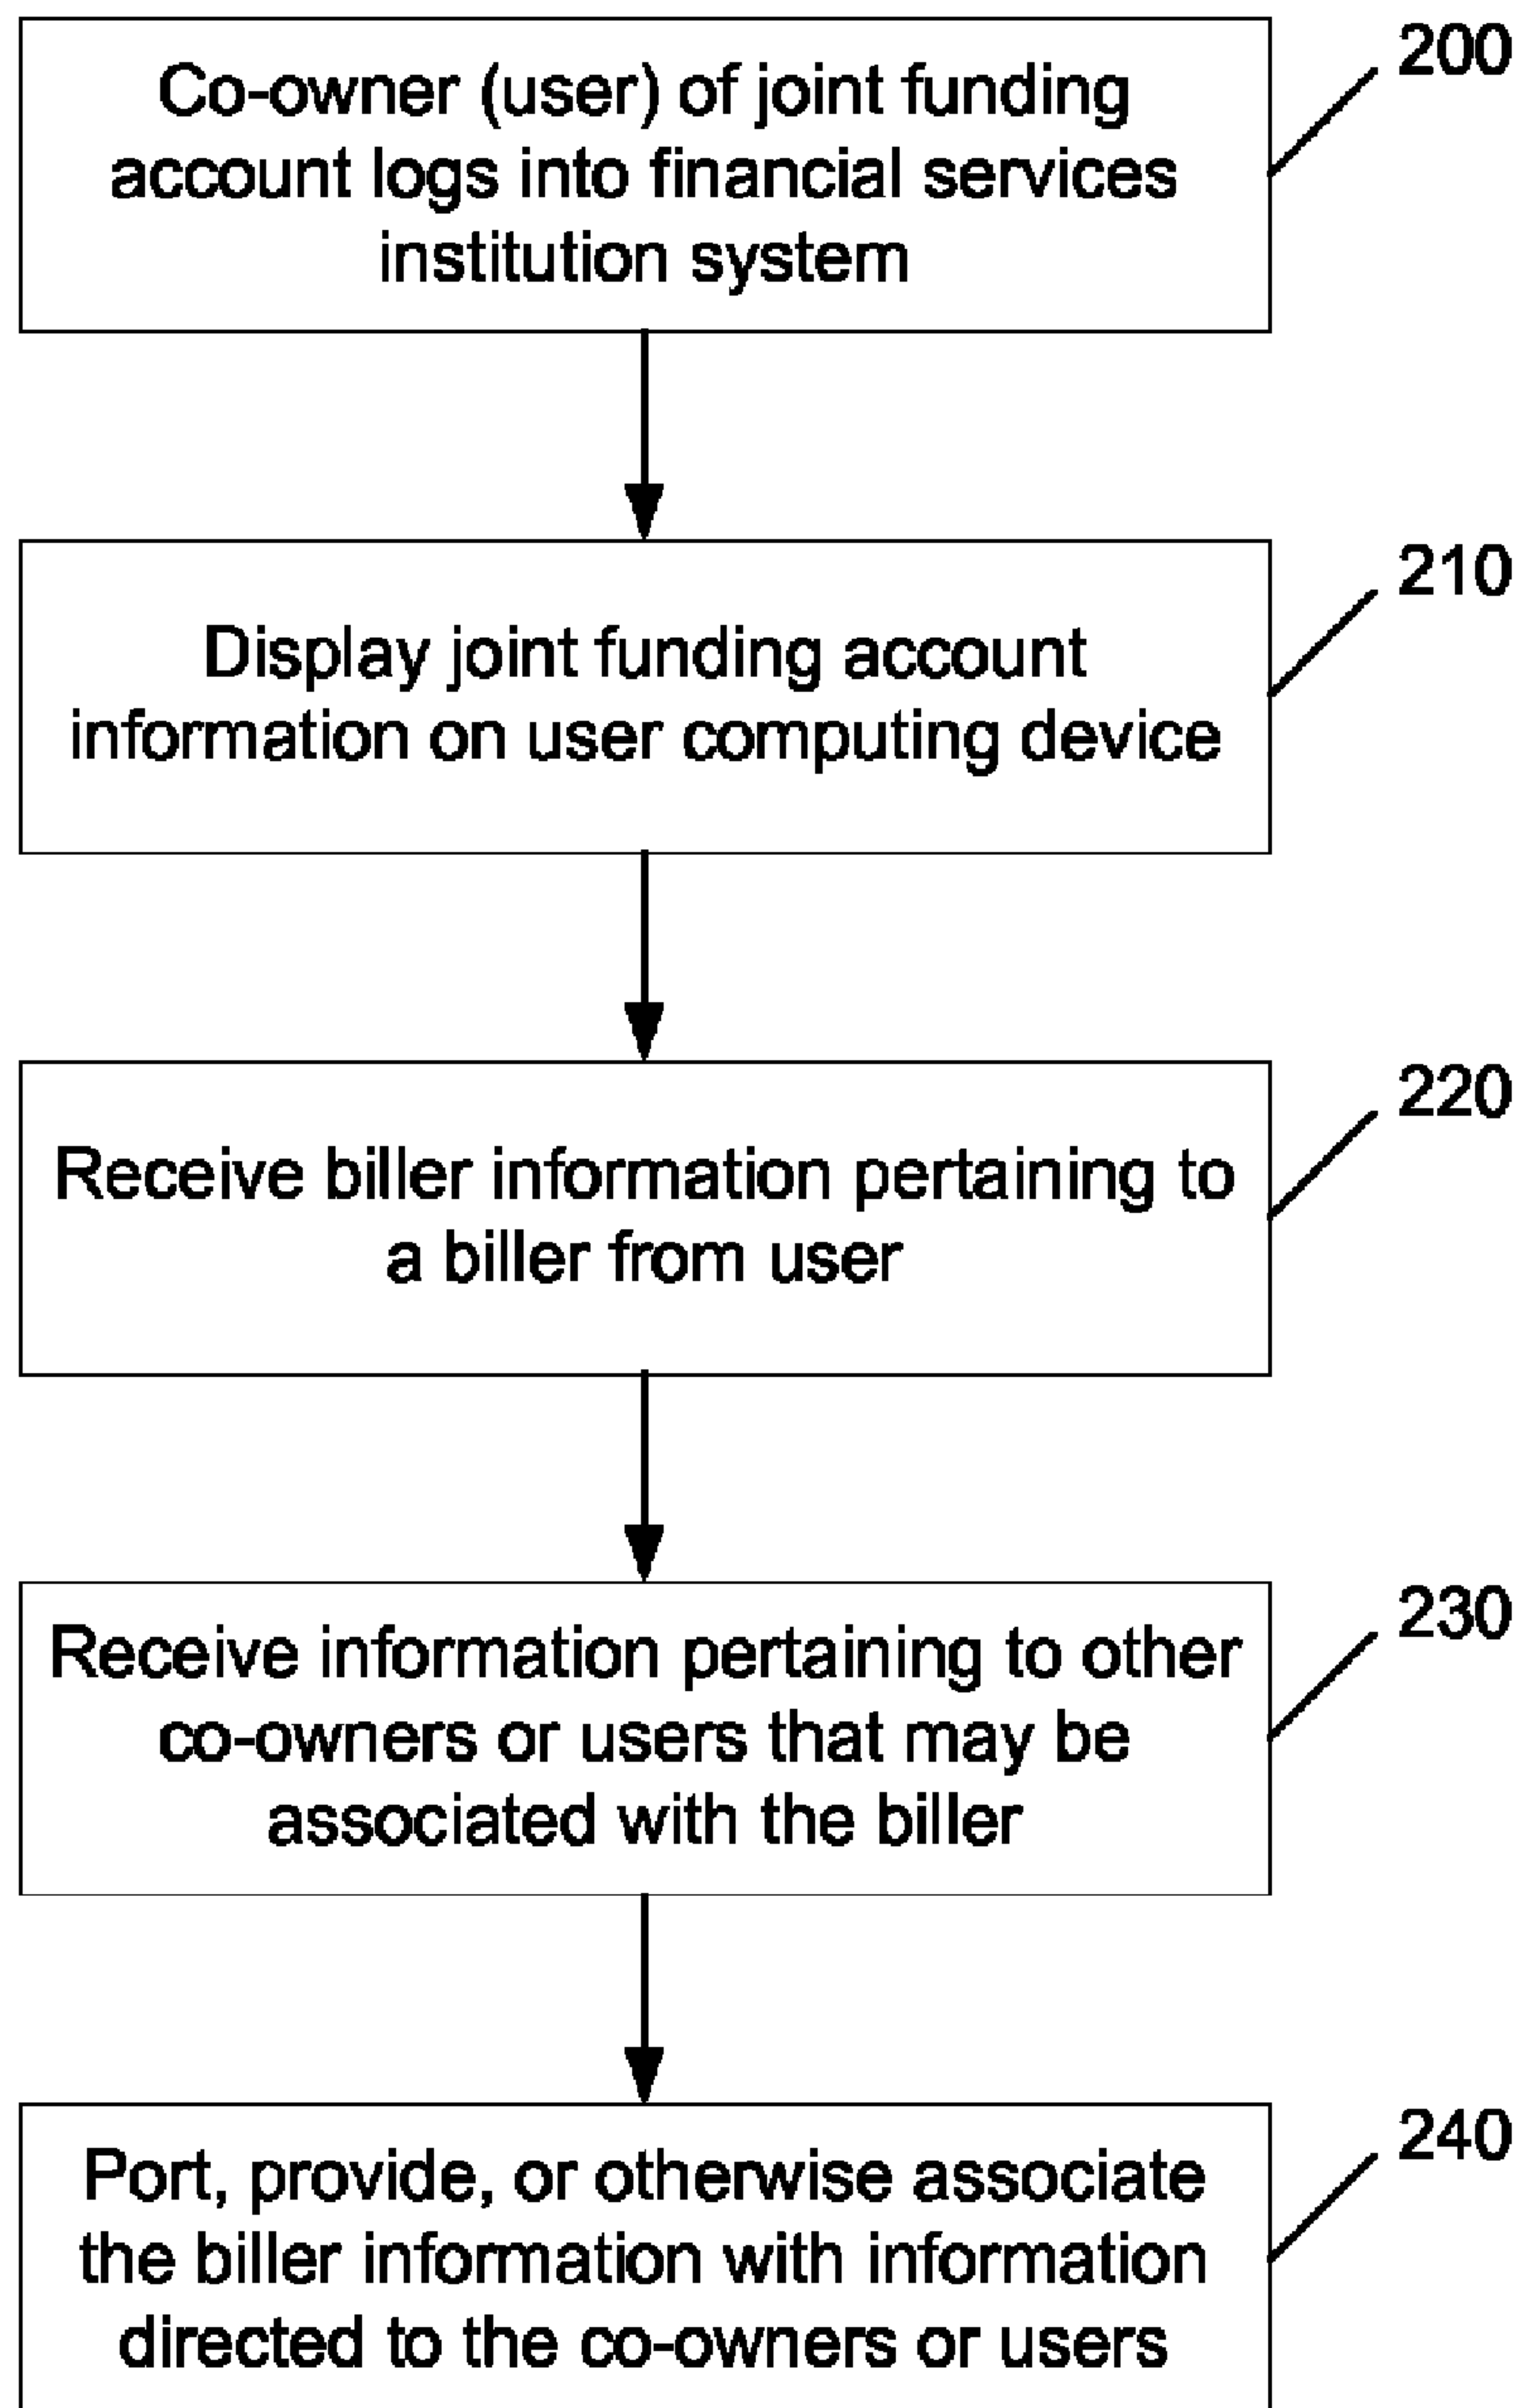 Co-owner (user) of joint funding
account logs into financial services
institution system
200
Display joint funding account
information on user computing device
210
Receive biller information pertaining to
a biller from user
220
Receive information pertaining to other
co-owners or users that may be
associated with the biller
230
Port, provide, or otherwise associate
the biller information with information
directed to the co-owners or users
240